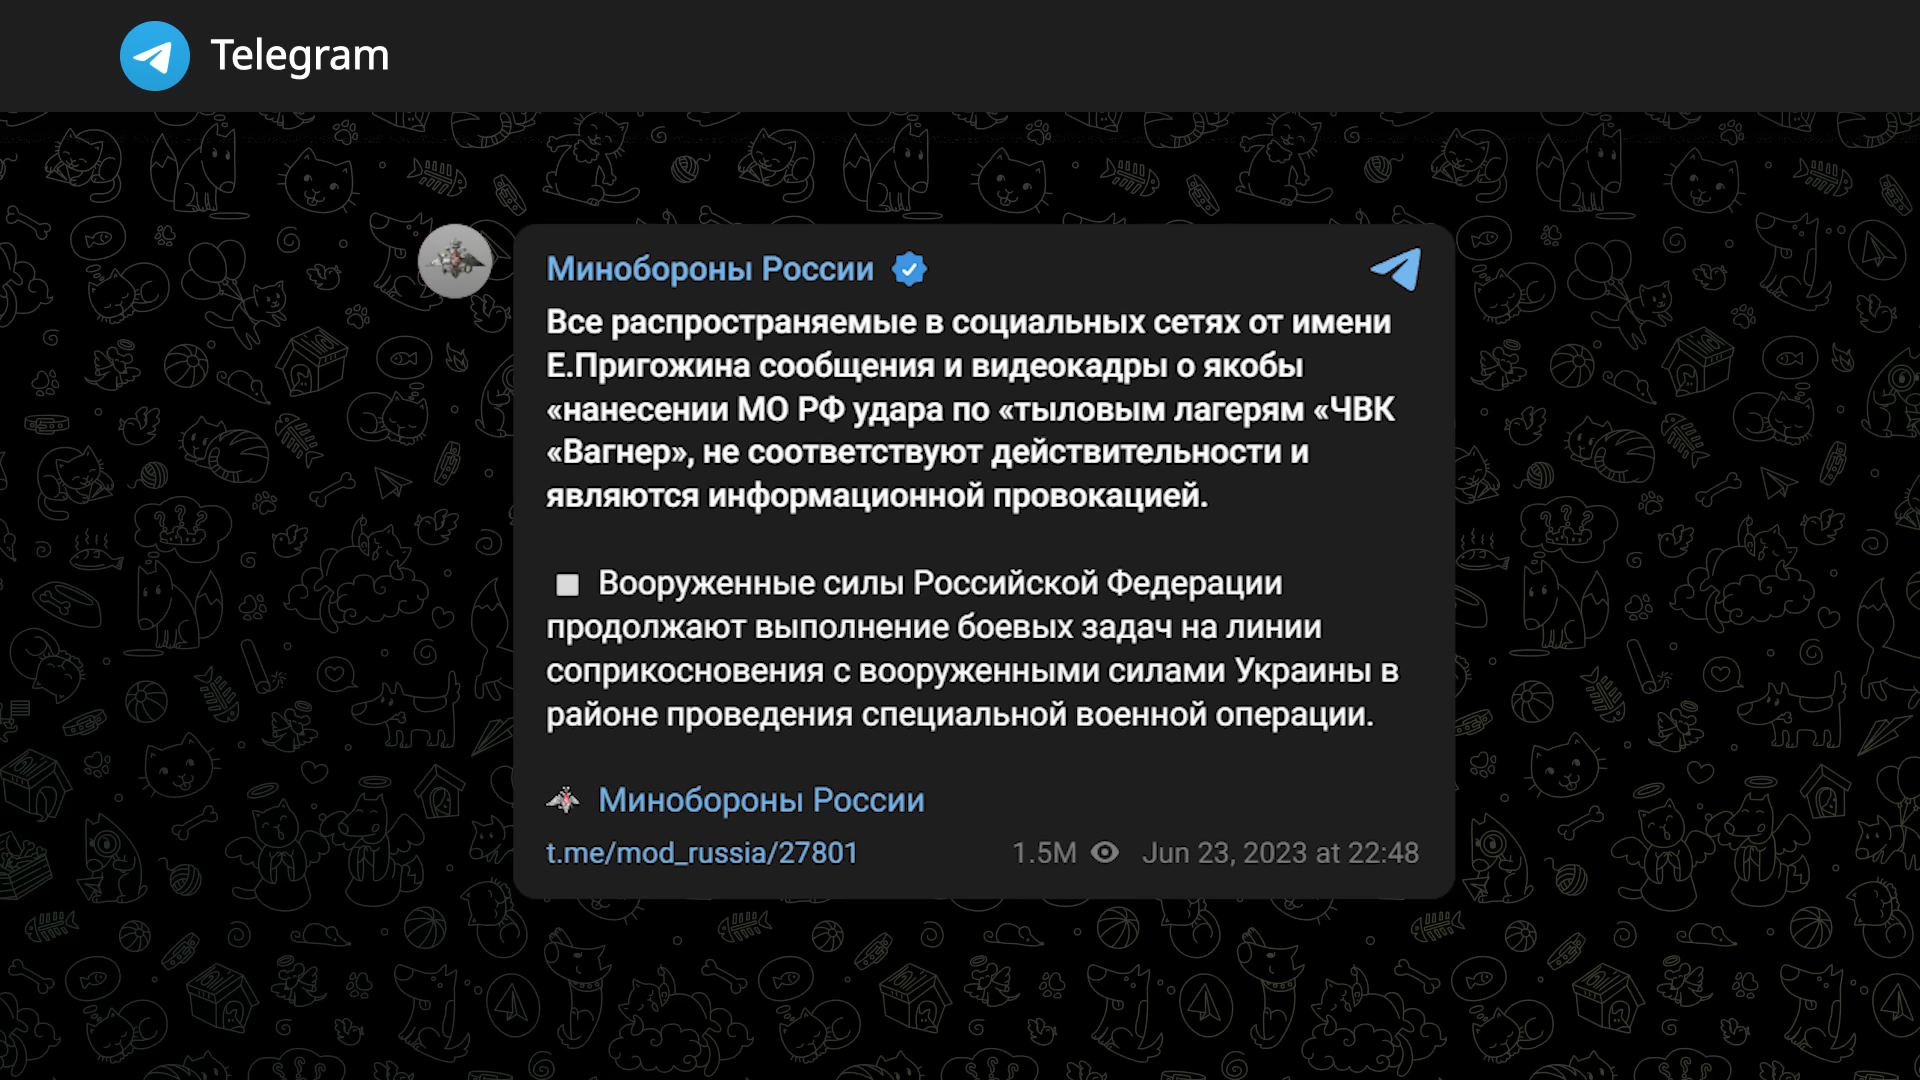 Telegram
Минобороны России
Все распространяемые в социальных сетях от имени
Е.Пригожина сообщения и видеокадры о якобы
«нанесении МО РФ удара по «тыловым лагерям «ЧВК
«Вагнер», не соответствуют действительности и
являются информационной провокацией.
Вооруженные силы Российской Федерации
продолжают выполнение боевых задач на линии
соприкосновения с вооруженными силами Украины в
районе проведения специальной военной операции.
Минобороны России
t.me/mod_russia/27801 1.5M Jun 23, 2023 at 22:48